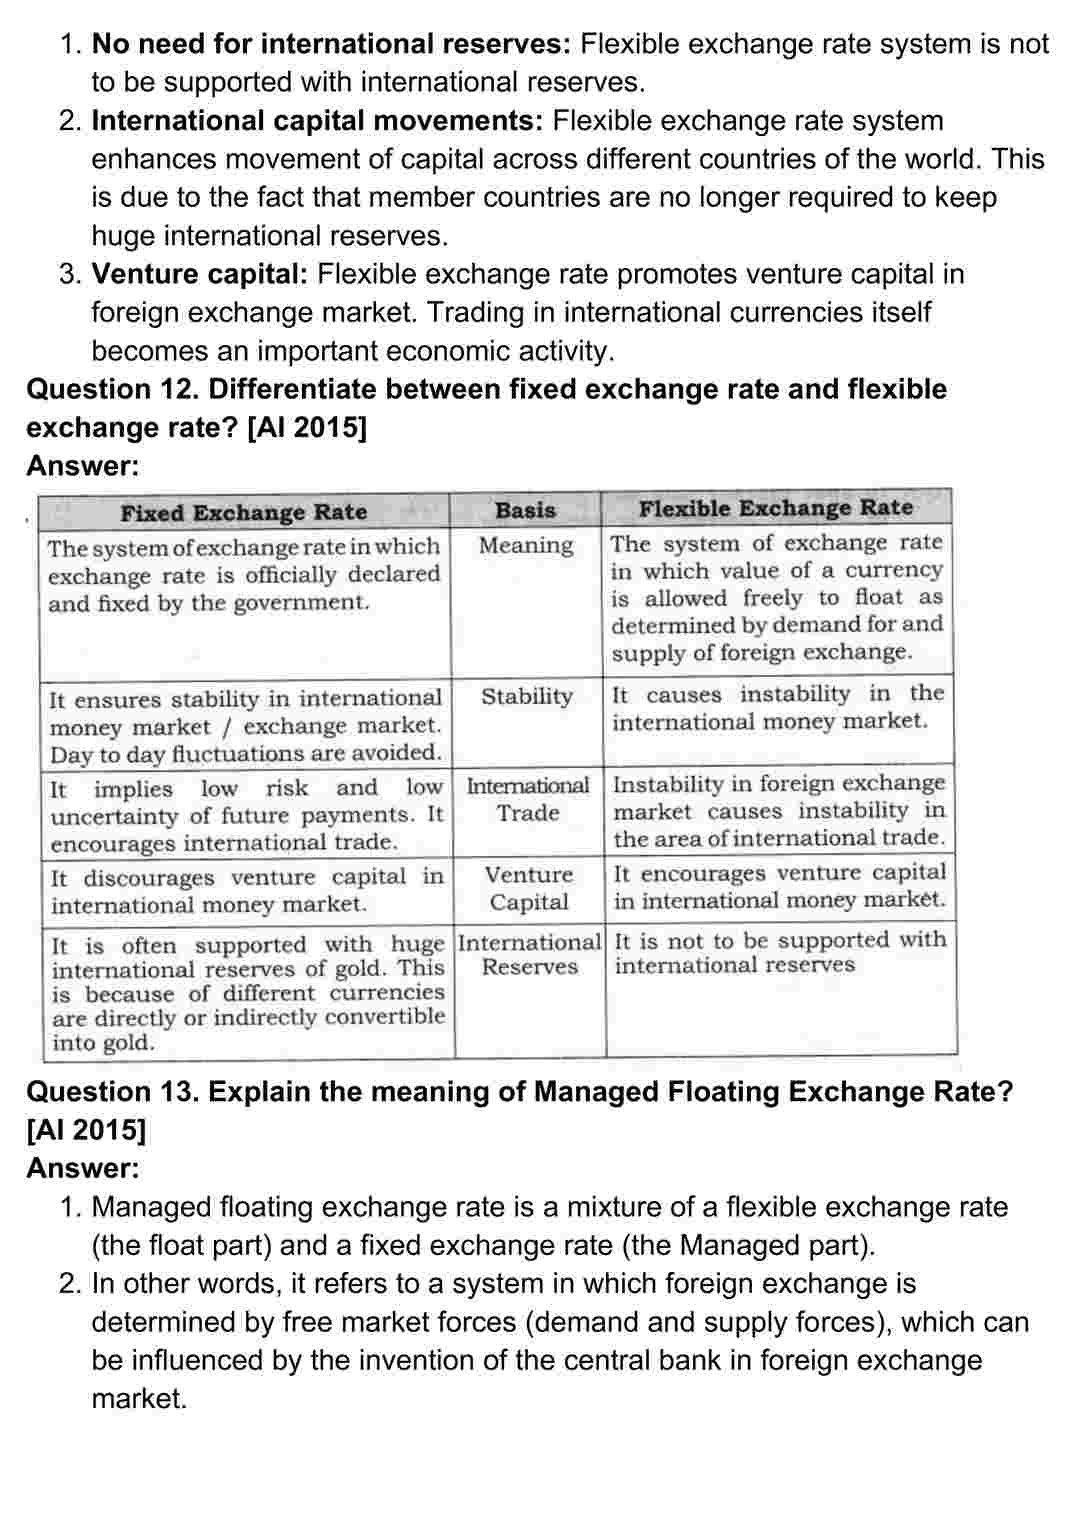 1. No need for international reserves: Flexible exchange rate system is not
to be supported with international reserves.
2. International capital movements: Flexible exchange rate system
enhances movement of capital across different countries of the world. This
is due to the fact that member countries are no longer required to keep
huge international reserves.
3. Venture capital: Flexible exchange rate promotes venture capital in
foreign exchange market. Trading in international currencies itself
becomes an important economic activity.
Question 12. Differentiate between fixed exchange rate and flexible
exchange rate? [AI 2015]
Answer:
Fixed Exchange Rate
Basis
Flexible Exchange Rate
The system of exchange rate in which
exchange rate is officially declared
and fixed by the government.
Meaning
The system of exchange rate
in which value of a currency
is allowed freely to float as
determined by demand for and
supply of foreign exchange.
It ensures stability in international
money market / exchange market.
Day to day fluctuations are avoided.
Stability
It causes instability in the
international money market.
It implies low risk and low
uncertainty of future payments. It
encourages international trade.
International
Trade
Instability in foreign exchange
market causes instability in
the area of international trade.
It discourages venture capital in
international money market.
Venture
Capital
It encourages venture capital
in international money market.
It is often supported with huge
international reserves of gold. This
is because of different currencies
are directly or indirectly convertible
into gold.
International
Reserves
It is not to be supported with
international reserves
Question 13. Explain the meaning of Managed Floating Exchange Rate?
[AI 2015]
Answer:
1. Managed floating exchange rate is a mixture of a flexible exchange rate
(the float part) and a fixed exchange rate (the Managed part).
2. In other words, it refers to a system in which foreign exchange is
determined by free market forces (demand and supply forces), which can
be influenced by the invention of the central bank in foreign exchange
market.